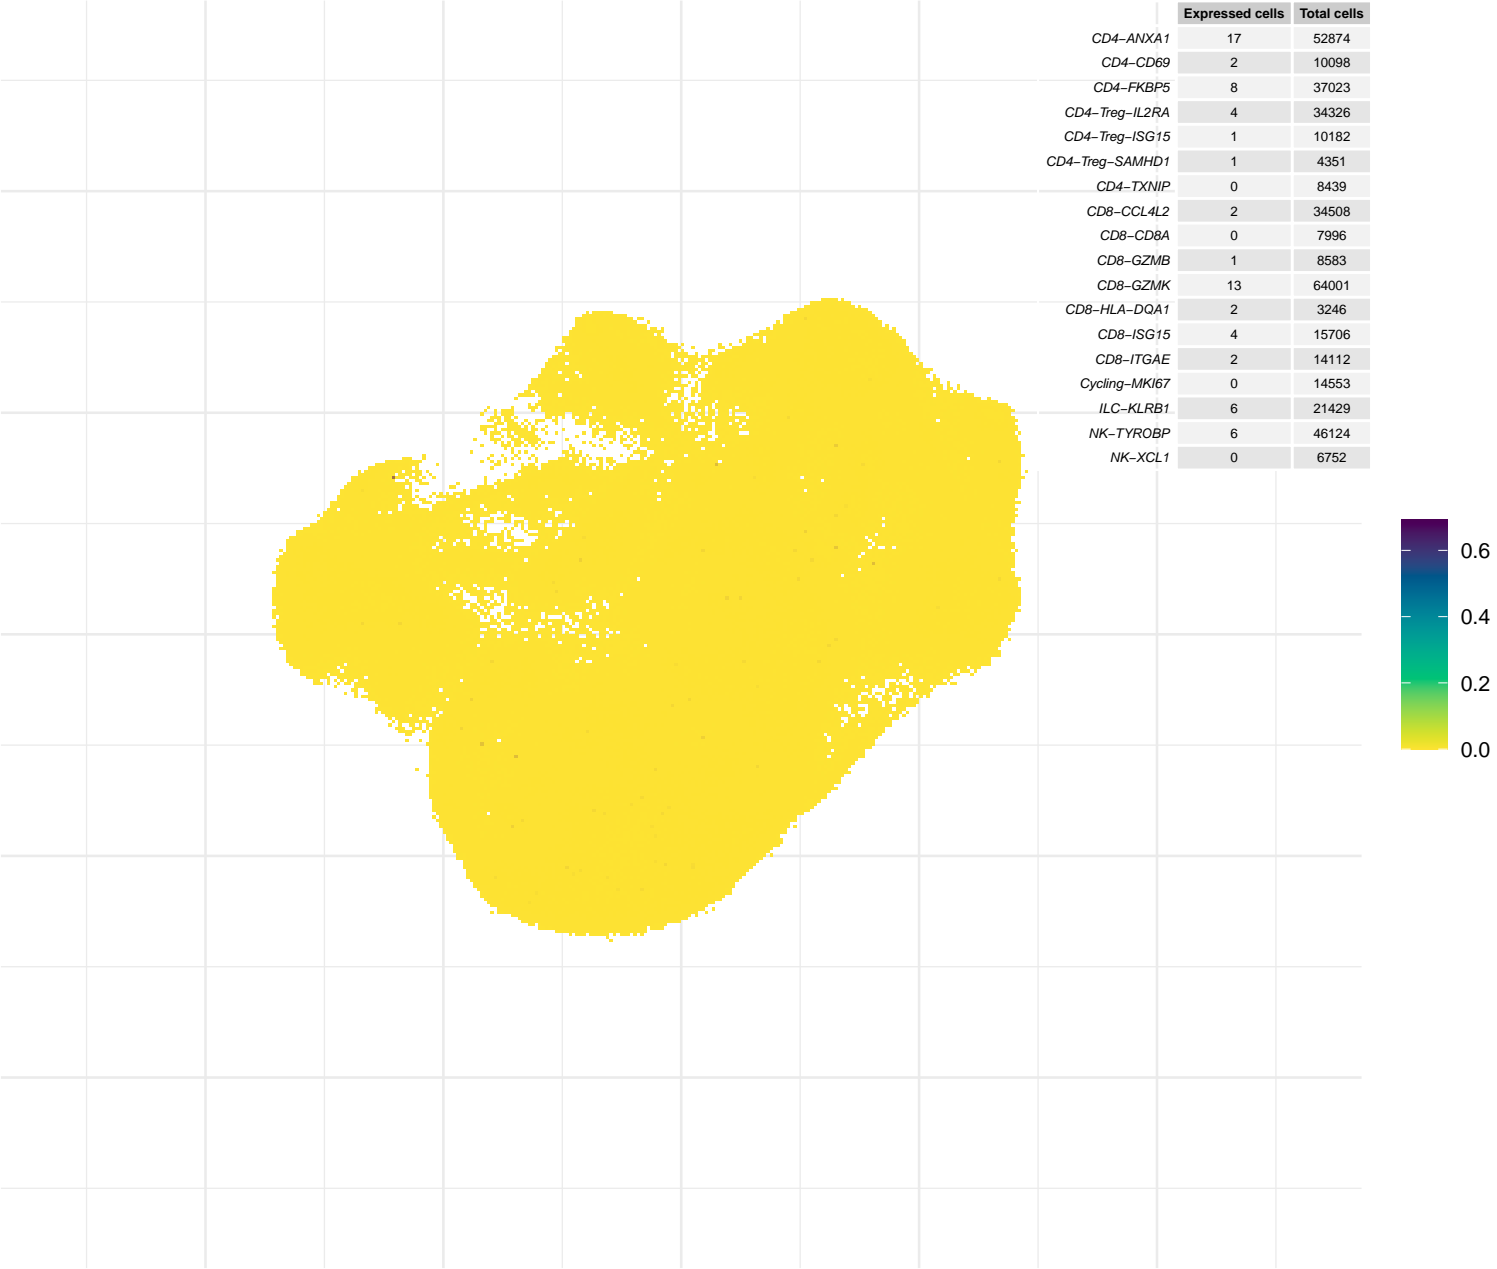 Expressed cells Total cells
CD4−ANXA1 17 52874
CD4−CD69 2 10098
CD4−FKBP5 8 37023
CD4−Treg−IL2RA 4 34326
CD4−Treg−ISG15 1 10182
CD4−Treg−SAMHD1 1 4351
CD4−TXNIP 0 8439
CD8−CCL4L2 2 34508
CD8−CD8A 0 7996
CD8−GZMB 1 8583
CD8−GZMK 13 64001
CD8−HLA−DQA1 2 3246
CD8−ISG15 4 15706
CD8−ITGAE 2 14112
Cycling−MKI67 0 14553
ILC−KLRB1 6 21429
NK−TYROBP 6 46124
NK−XCL1 0 6752
0.6
0.4
0.2
0.0